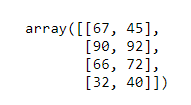 array([[67, 45],
       [90, 92],
       [66, 72],
       [32, 40]])